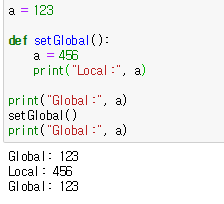 a = 123
def setGlobal():
    a = 456
    print("Local:", a)
print("Global:", a)
setGlobal()
print("Global:", a)
Global: 123
Local: 456
Global: 123